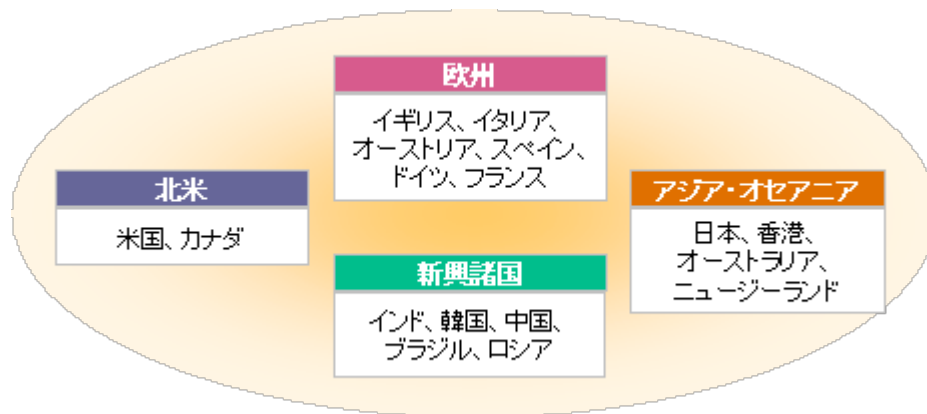 欧州
イギリス、イタリア、
オーストリア、スペイン、
ドイツ、フランス
北米
米国、カナダ
アジア・オセアニア
日本、香港、
オーストラリア、
ニュージーランド
新興諸国
インド、韓国、中国、
ブラジル、ロシア